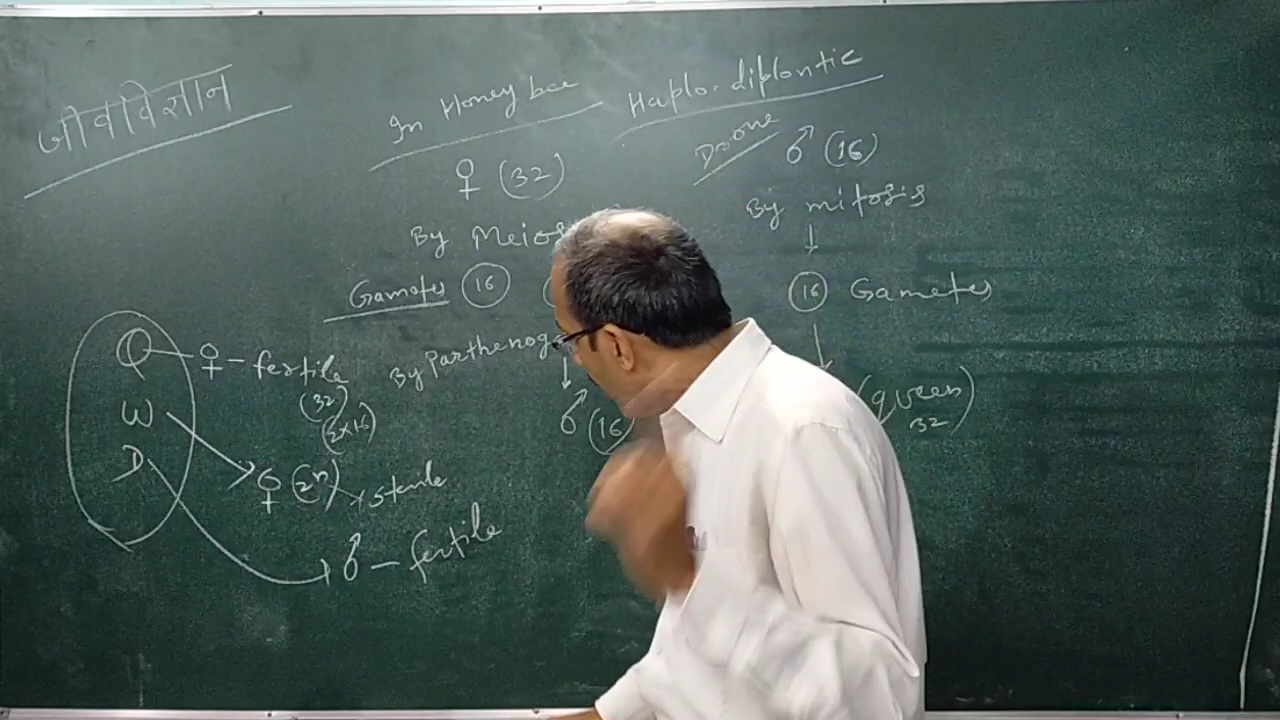 जीवविज्ञान
In Honey bee
Haplo-diplontic
♀ (32)
Drone ♂ (16)
By Meios
By mitosis
↓
Gametes 16
16 Gametes
↓
By Parthenog
↓
♂ (16)
(queen)
32
Q ♀ - fertile
(32)
(2×16)
W → ♀ (2n) sterile
D → ♂ - fertile